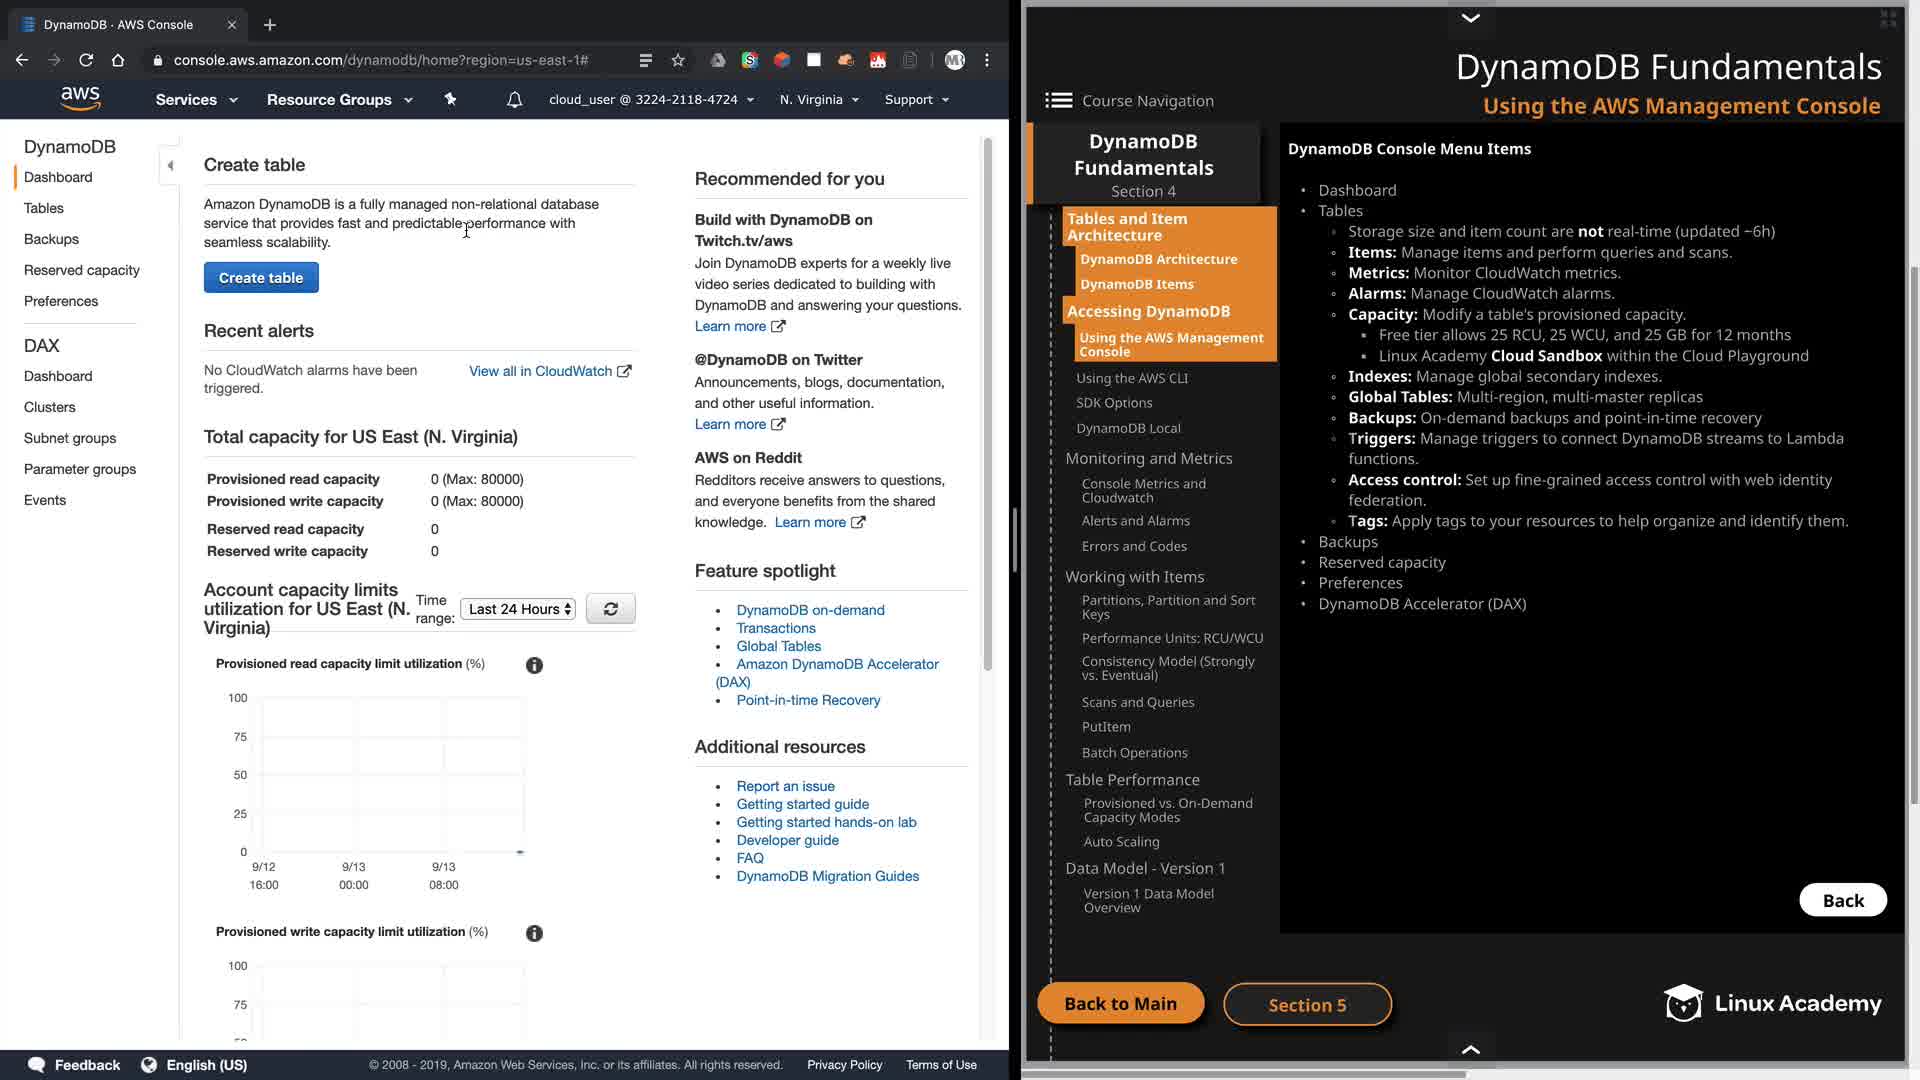 DynamoDB · AWS Console
console.aws.amazon.com/dynamodb/home?region=us-east-1#
aws
Services
Resource Groups
cloud_user @ 3224-2118-4724
N. Virginia
Support
DynamoDB
Dashboard
Tables
Backups
Reserved capacity
Preferences
DAX
Dashboard
Clusters
Subnet groups
Parameter groups
Events
Create table
Amazon DynamoDB is a fully managed non-relational database
service that provides fast and predictable performance with
seamless scalability.
Create table
Recent alerts
No CloudWatch alarms have been
triggered.
View all in CloudWatch
Total capacity for US East (N. Virginia)
Provisioned read capacity 0 (Max: 80000)
Provisioned write capacity 0 (Max: 80000)
Reserved read capacity 0
Reserved write capacity 0
Account capacity limits
utilization for US East (N.
Virginia)
Time
range:
Last 24 Hours
Provisioned read capacity limit utilization (%)
100
75
50
25
0
9/12
16:00
9/13
00:00
9/13
08:00
Provisioned write capacity limit utilization (%)
100
75
Recommended for you
Build with DynamoDB on
Twitch.tv/aws
Join DynamoDB experts for a weekly live
video series dedicated to building with
DynamoDB and answering your questions.
Learn more
@DynamoDB on Twitter
Announcements, blogs, documentation,
and other useful information.
Learn more
AWS on Reddit
Redditors receive answers to questions,
and everyone benefits from the shared
knowledge. Learn more
Feature spotlight
• DynamoDB on-demand
• Transactions
• Global Tables
• Amazon DynamoDB Accelerator
(DAX)
• Point-in-time Recovery
Additional resources
• Report an issue
• Getting started guide
• Getting started hands-on lab
• Developer guide
• FAQ
• DynamoDB Migration Guides
Feedback
English (US)
© 2008 - 2019, Amazon Web Services, Inc. or its affiliates. All rights reserved.
Privacy Policy
Terms of Use
DynamoDB Fundamentals
Using the AWS Management Console
Course Navigation
DynamoDB
Fundamentals
Section 4
Tables and Item
Architecture
DynamoDB Architecture
DynamoDB Items
Accessing DynamoDB
Using the AWS Management
Console
Using the AWS CLI
SDK Options
DynamoDB Local
Monitoring and Metrics
Console Metrics and
Cloudwatch
Alerts and Alarms
Errors and Codes
Working with Items
Partitions, Partition and Sort
Keys
Performance Units: RCU/WCU
Consistency Model (Strongly
vs. Eventual)
Scans and Queries
PutItem
Batch Operations
Table Performance
Provisioned vs. On-Demand
Capacity Modes
Auto Scaling
Data Model - Version 1
Version 1 Data Model
Overview
Back to Main
Section 5
DynamoDB Console Menu Items
• Dashboard
• Tables
◦ Storage size and item count are not real-time (updated ~6h)
◦ Items: Manage items and perform queries and scans.
◦ Metrics: Monitor CloudWatch metrics.
◦ Alarms: Manage CloudWatch alarms.
◦ Capacity: Modify a table's provisioned capacity.
▪ Free tier allows 25 RCU, 25 WCU, and 25 GB for 12 months
▪ Linux Academy Cloud Sandbox within the Cloud Playground
◦ Indexes: Manage global secondary indexes.
◦ Global Tables: Multi-region, multi-master replicas
◦ Backups: On-demand backups and point-in-time recovery
◦ Triggers: Manage triggers to connect DynamoDB streams to Lambda
functions.
◦ Access control: Set up fine-grained access control with web identity
federation.
◦ Tags: Apply tags to your resources to help organize and identify them.
• Backups
• Reserved capacity
• Preferences
• DynamoDB Accelerator (DAX)
Back
Linux Academy